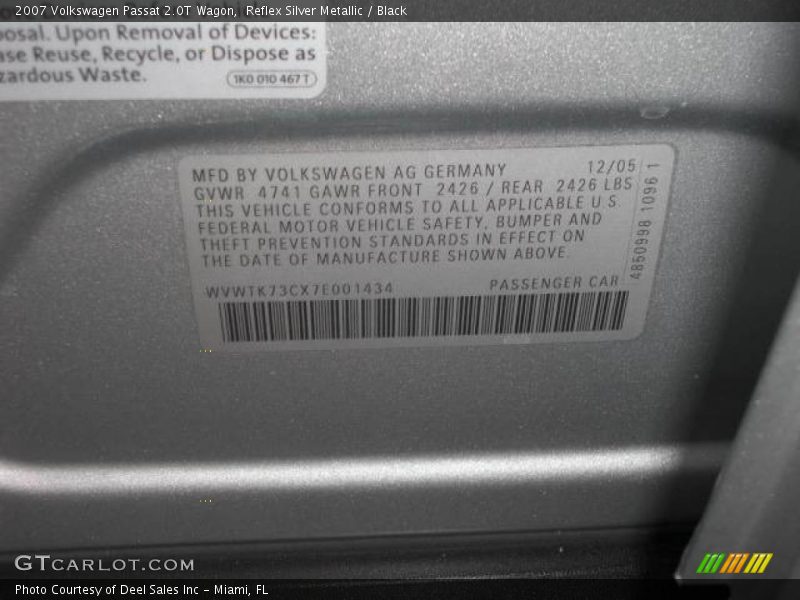 2007 Volkswagen Passat 2.0T Wagon, Reflex Silver Metallic / Black
posal. Upon Removal of Devices:
ase Reuse, Recycle, or Dispose as
zardous Waste.
1K0 010 467 T
MFD BY VOLKSWAGEN AG GERMANY 12/05
GVWR 4741 GAWR FRONT 2426 / REAR 2426 LBS
THIS VEHICLE CONFORMS TO ALL APPLICABLE U.S.
FEDERAL MOTOR VEHICLE SAFETY, BUMPER AND
THEFT PREVENTION STANDARDS IN EFFECT ON
THE DATE OF MANUFACTURE SHOWN ABOVE.
WVWTK73CX7E001434 PASSENGER CAR
4850998 1096 1
GTCARLOT.COM
Photo Courtesy of Deel Sales Inc - Miami, FL